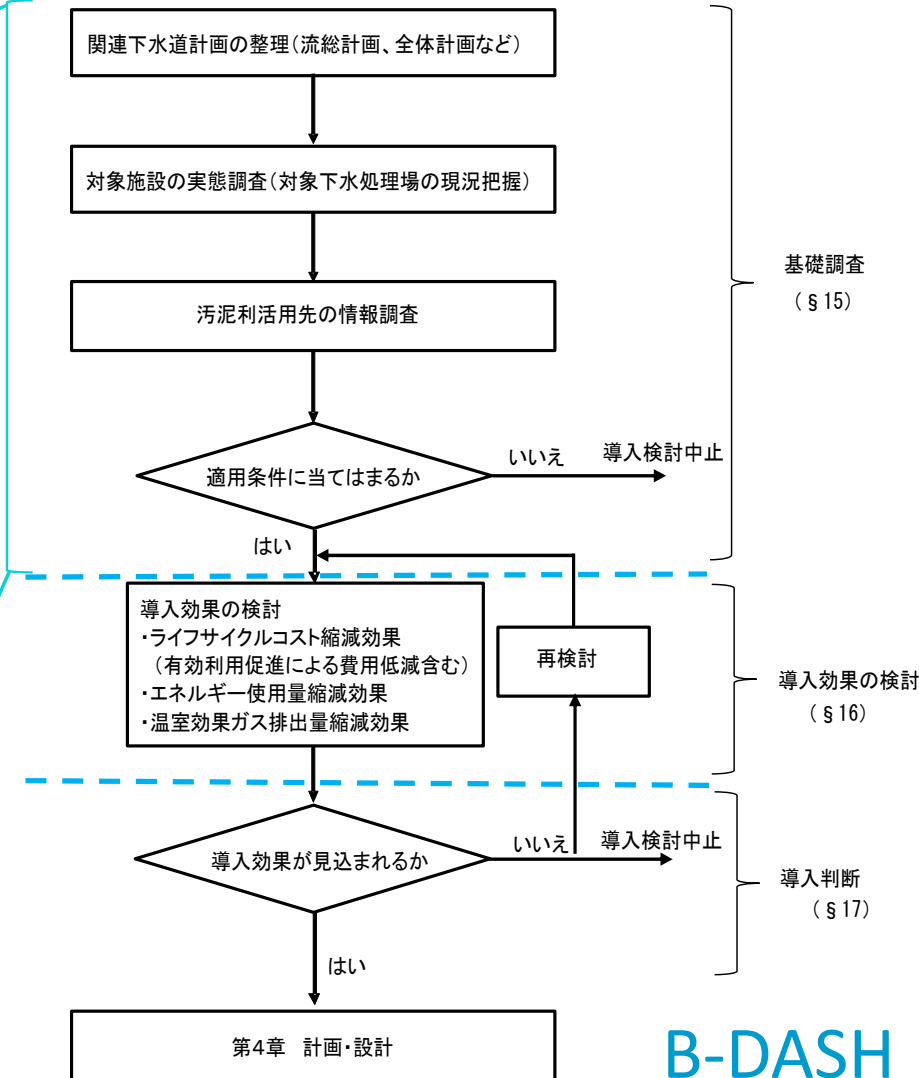 関連下水道計画の整理(流総計画、全体計画など)
対象施設の実態調査(対象下水処理場の現況把握)
汚泥利活用先の情報調査
基礎調査
(§15)
適用条件に当てはまるか
いいえ
導入検討中止
はい
導入効果の検討
・ライフサイクルコスト縮減効果
(有効利用促進による費用低減含む)
・エネルギー使用量縮減効果
・温室効果ガス排出量縮減効果
再検討
導入効果の検討
(§16)
導入効果が見込まれるか
いいえ
導入検討中止
導入判断
(§17)
はい
第4章 計画・設計
B-DASH